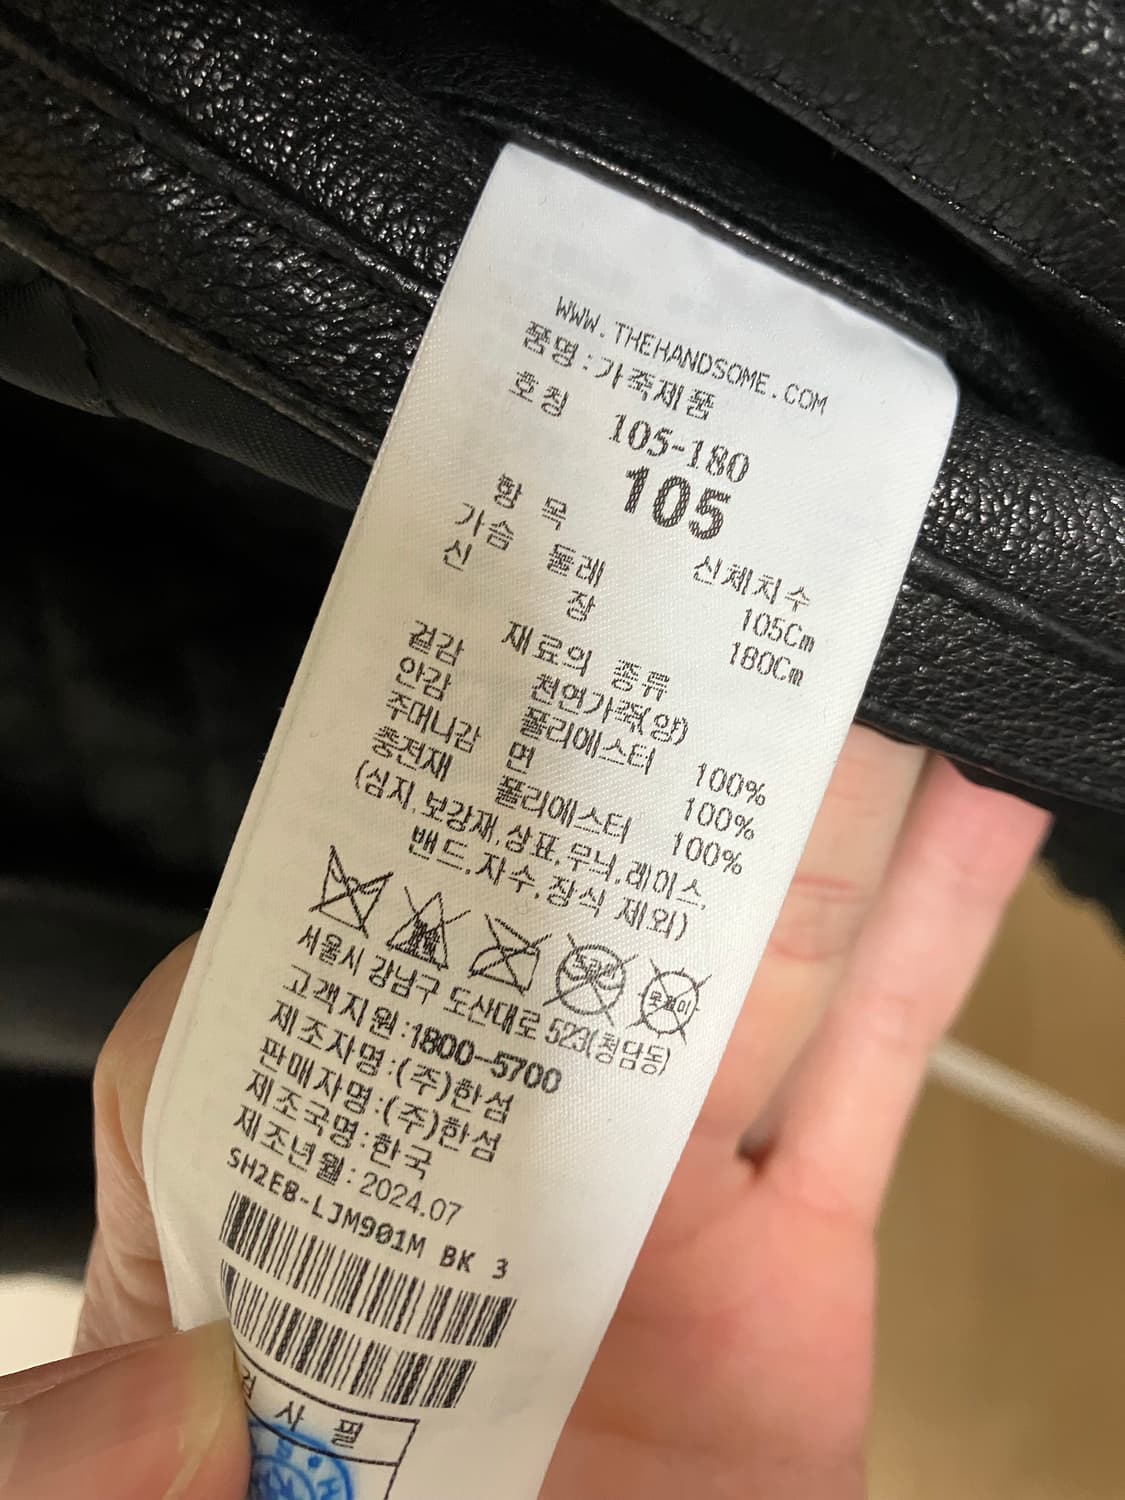 WWW.THEHANDSOME.COM
품명:가죽제품
호칭 105-180
105
항 목 신체치수
가슴 둘레 105Cm
신 장 180Cm
재료의 종류
겉감 천연가죽(양)
안감 폴리에스터 100%
주머니감 면 100%
충전재 폴리에스터 100%
(심지,보강재,상표,무늬,레이스,
밴드,자수,장식 제외)
드라이
서울시 강남구 도산대로 523(청담동)
고객지원:1800-5700
제조자명:(주)한섬
판매자명:(주)한섬
제조국명:한국
제조년월:2024.07
SH2E8-LJM901M BK 3
검 사 필